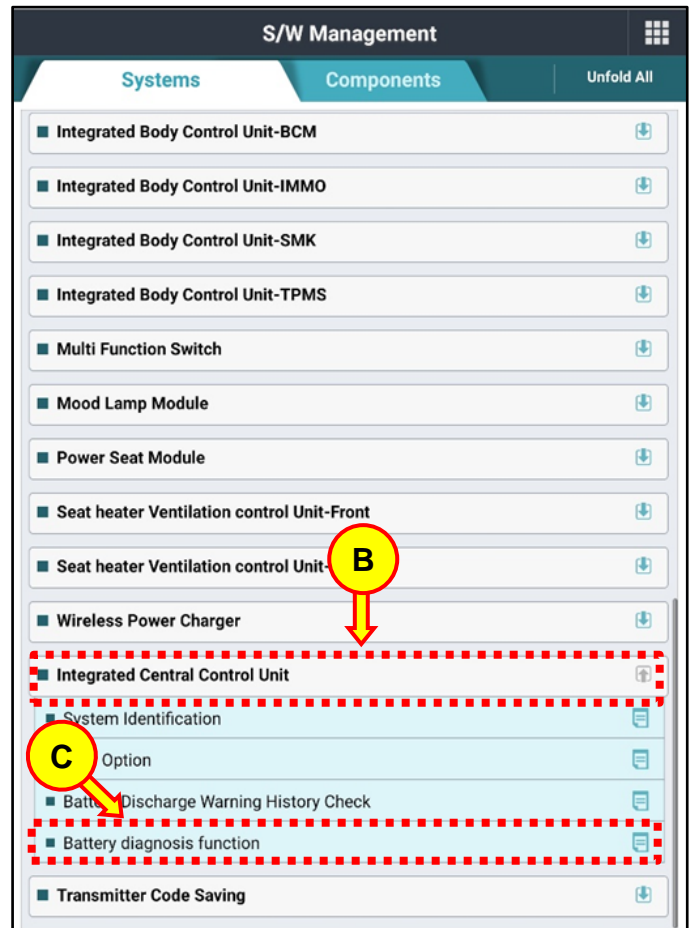 S/W Management
Systems
Components
Unfold All
Integrated Body Control Unit-BCM
Integrated Body Control Unit-IMMO
Integrated Body Control Unit-SMK
Integrated Body Control Unit-TPMS
Multi Function Switch
Mood Lamp Module
Power Seat Module
Seat heater Ventilation control Unit-Front
Seat heater Ventilation control Unit-
B
Wireless Power Charger
Integrated Central Control Unit
System Identification
C
Option
Discharge Warning History Check
Battery diagnosis function
Transmitter Code Saving